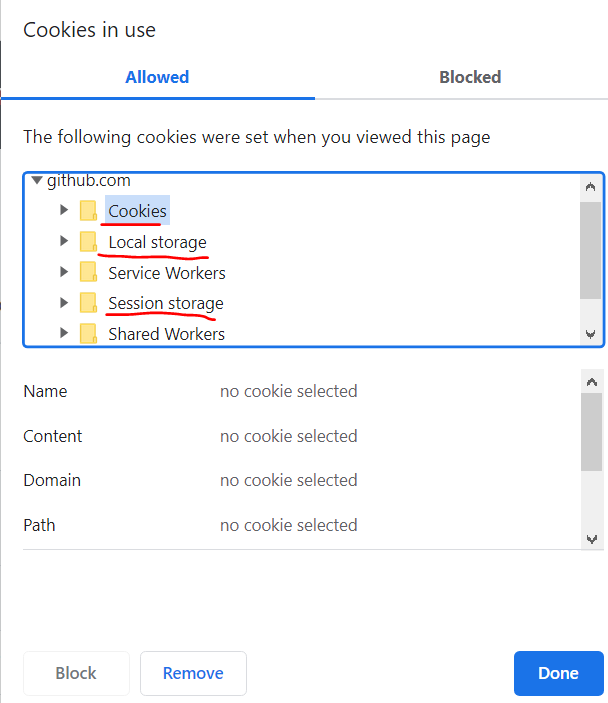 Cookies in use
Allowed Blocked
The following cookies were set when you viewed this page
github.com
Cookies
Local storage
Service Workers
Session storage
Shared Workers
Name no cookie selected
Content no cookie selected
Domain no cookie selected
Path no cookie selected
Block Remove Done